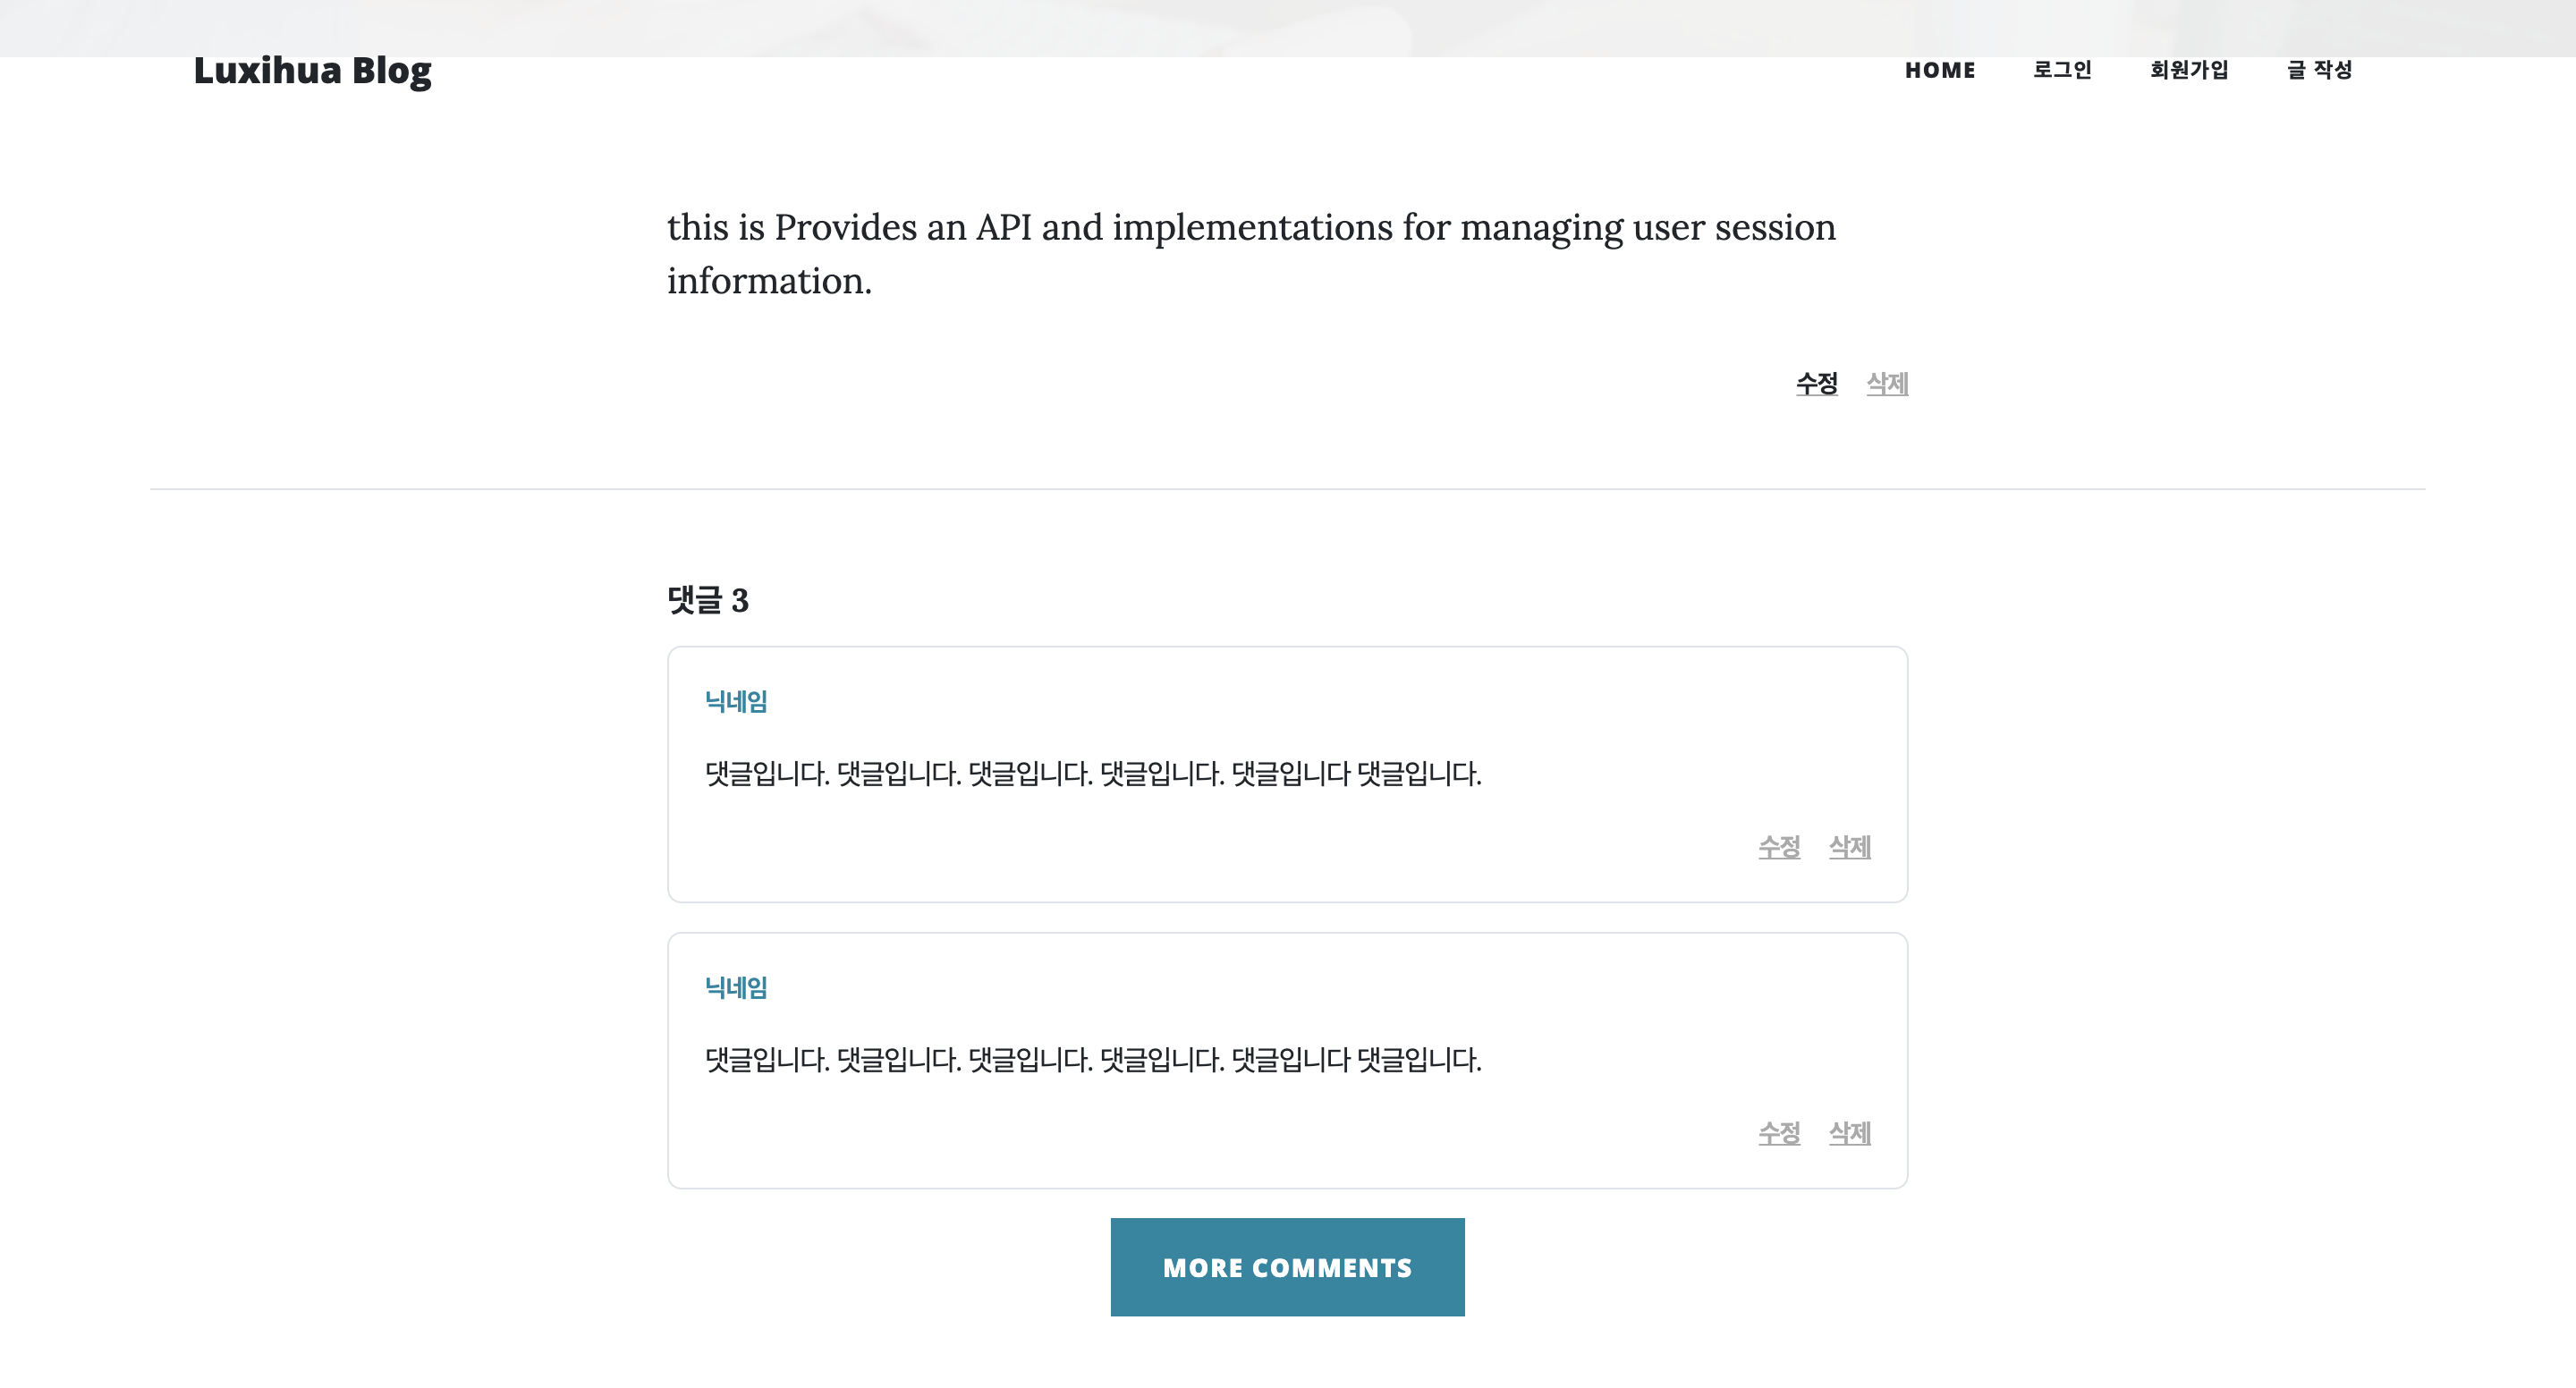 Luxihua Blog
HOME 로그인 회원가입 글 작성
this is Provides an API and implementations for managing user session
information.
수정 삭제
댓글 3
닉네임
댓글입니다. 댓글입니다. 댓글입니다. 댓글입니다. 댓글입니다 댓글입니다.
수정 삭제
닉네임
댓글입니다. 댓글입니다. 댓글입니다. 댓글입니다. 댓글입니다 댓글입니다.
수정 삭제
MORE COMMENTS